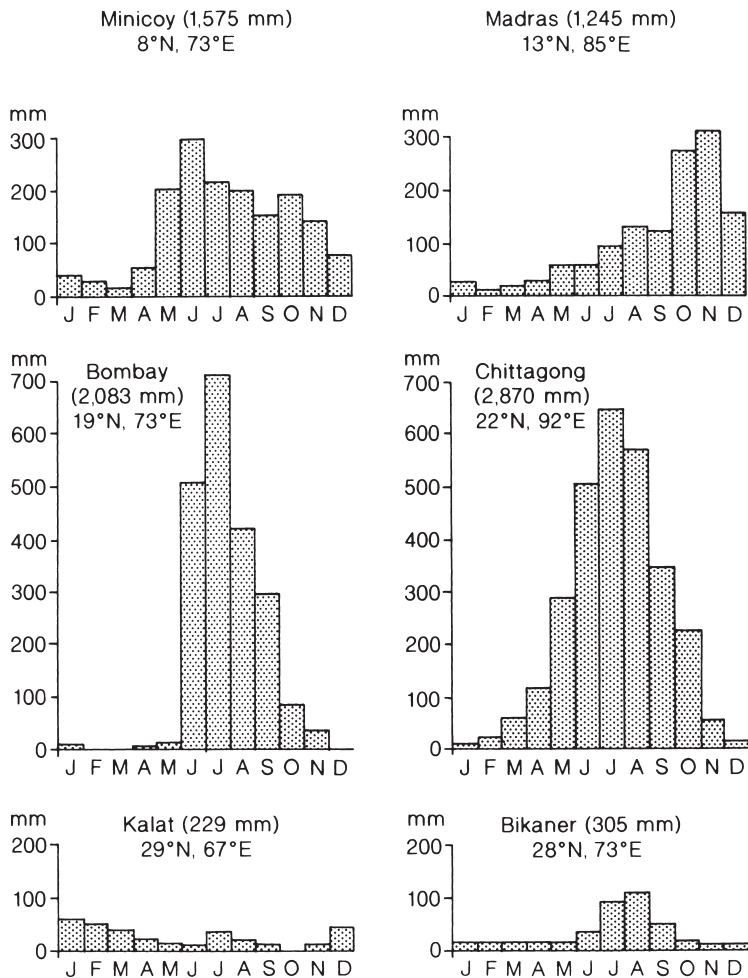 Minicoy (1,575 mm)
8°N, 73°E
mm
300
200
100
0
J F M A M J J A S O N D
Madras (1,245 mm)
13°N, 85°E
mm
300
200
100
0
J F M A M J J A S O N D
mm
Bombay
(2,083 mm)
19°N, 73°E
700
600
500
400
300
200
100
0
J F M A M J J A S O N D
mm
Chittagong
(2,870 mm)
22°N, 92°E
700
600
500
400
300
200
100
0
J F M A M J J A S O N D
mm
Kalat (229 mm)
29°N, 67°E
200
100
0
J F M A M J J A S O N D
mm
Bikaner (305 mm)
28°N, 73°E
200
100
0
J F M A M J J A S O N D